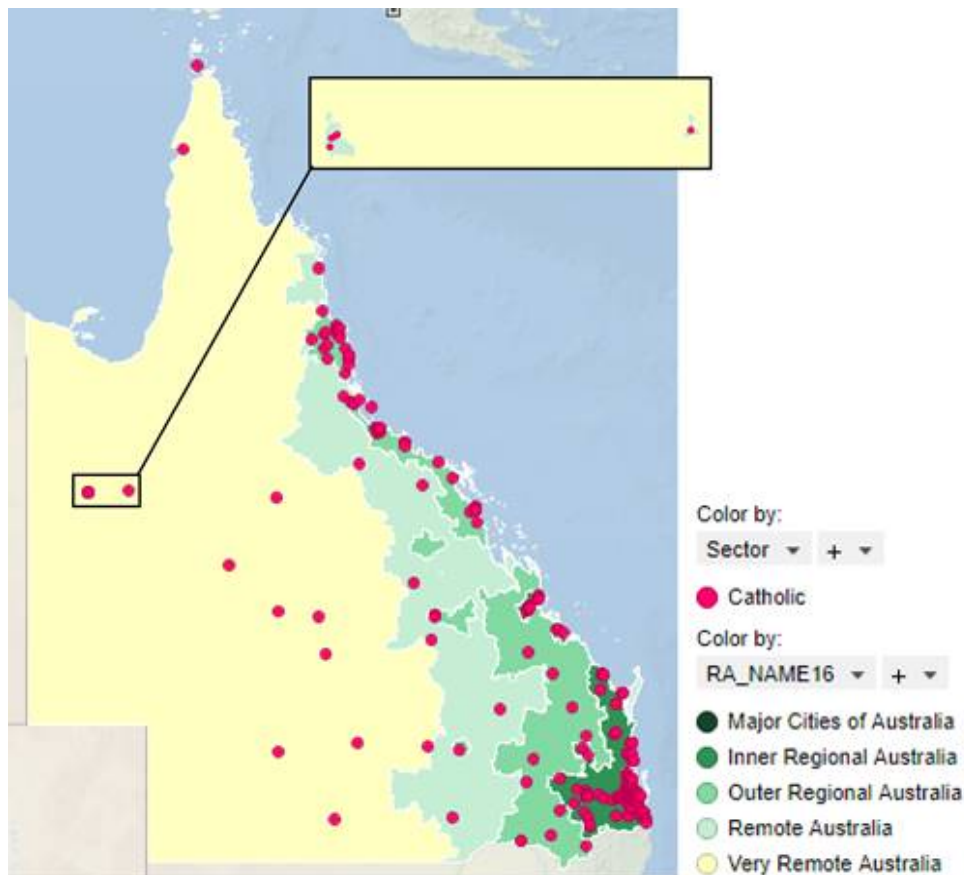 Color by:
Sector +
Catholic
Color by:
RA_NAME16 +
Major Cities of Australia
Inner Regional Australia
Outer Regional Australia
Remote Australia
Very Remote Australia